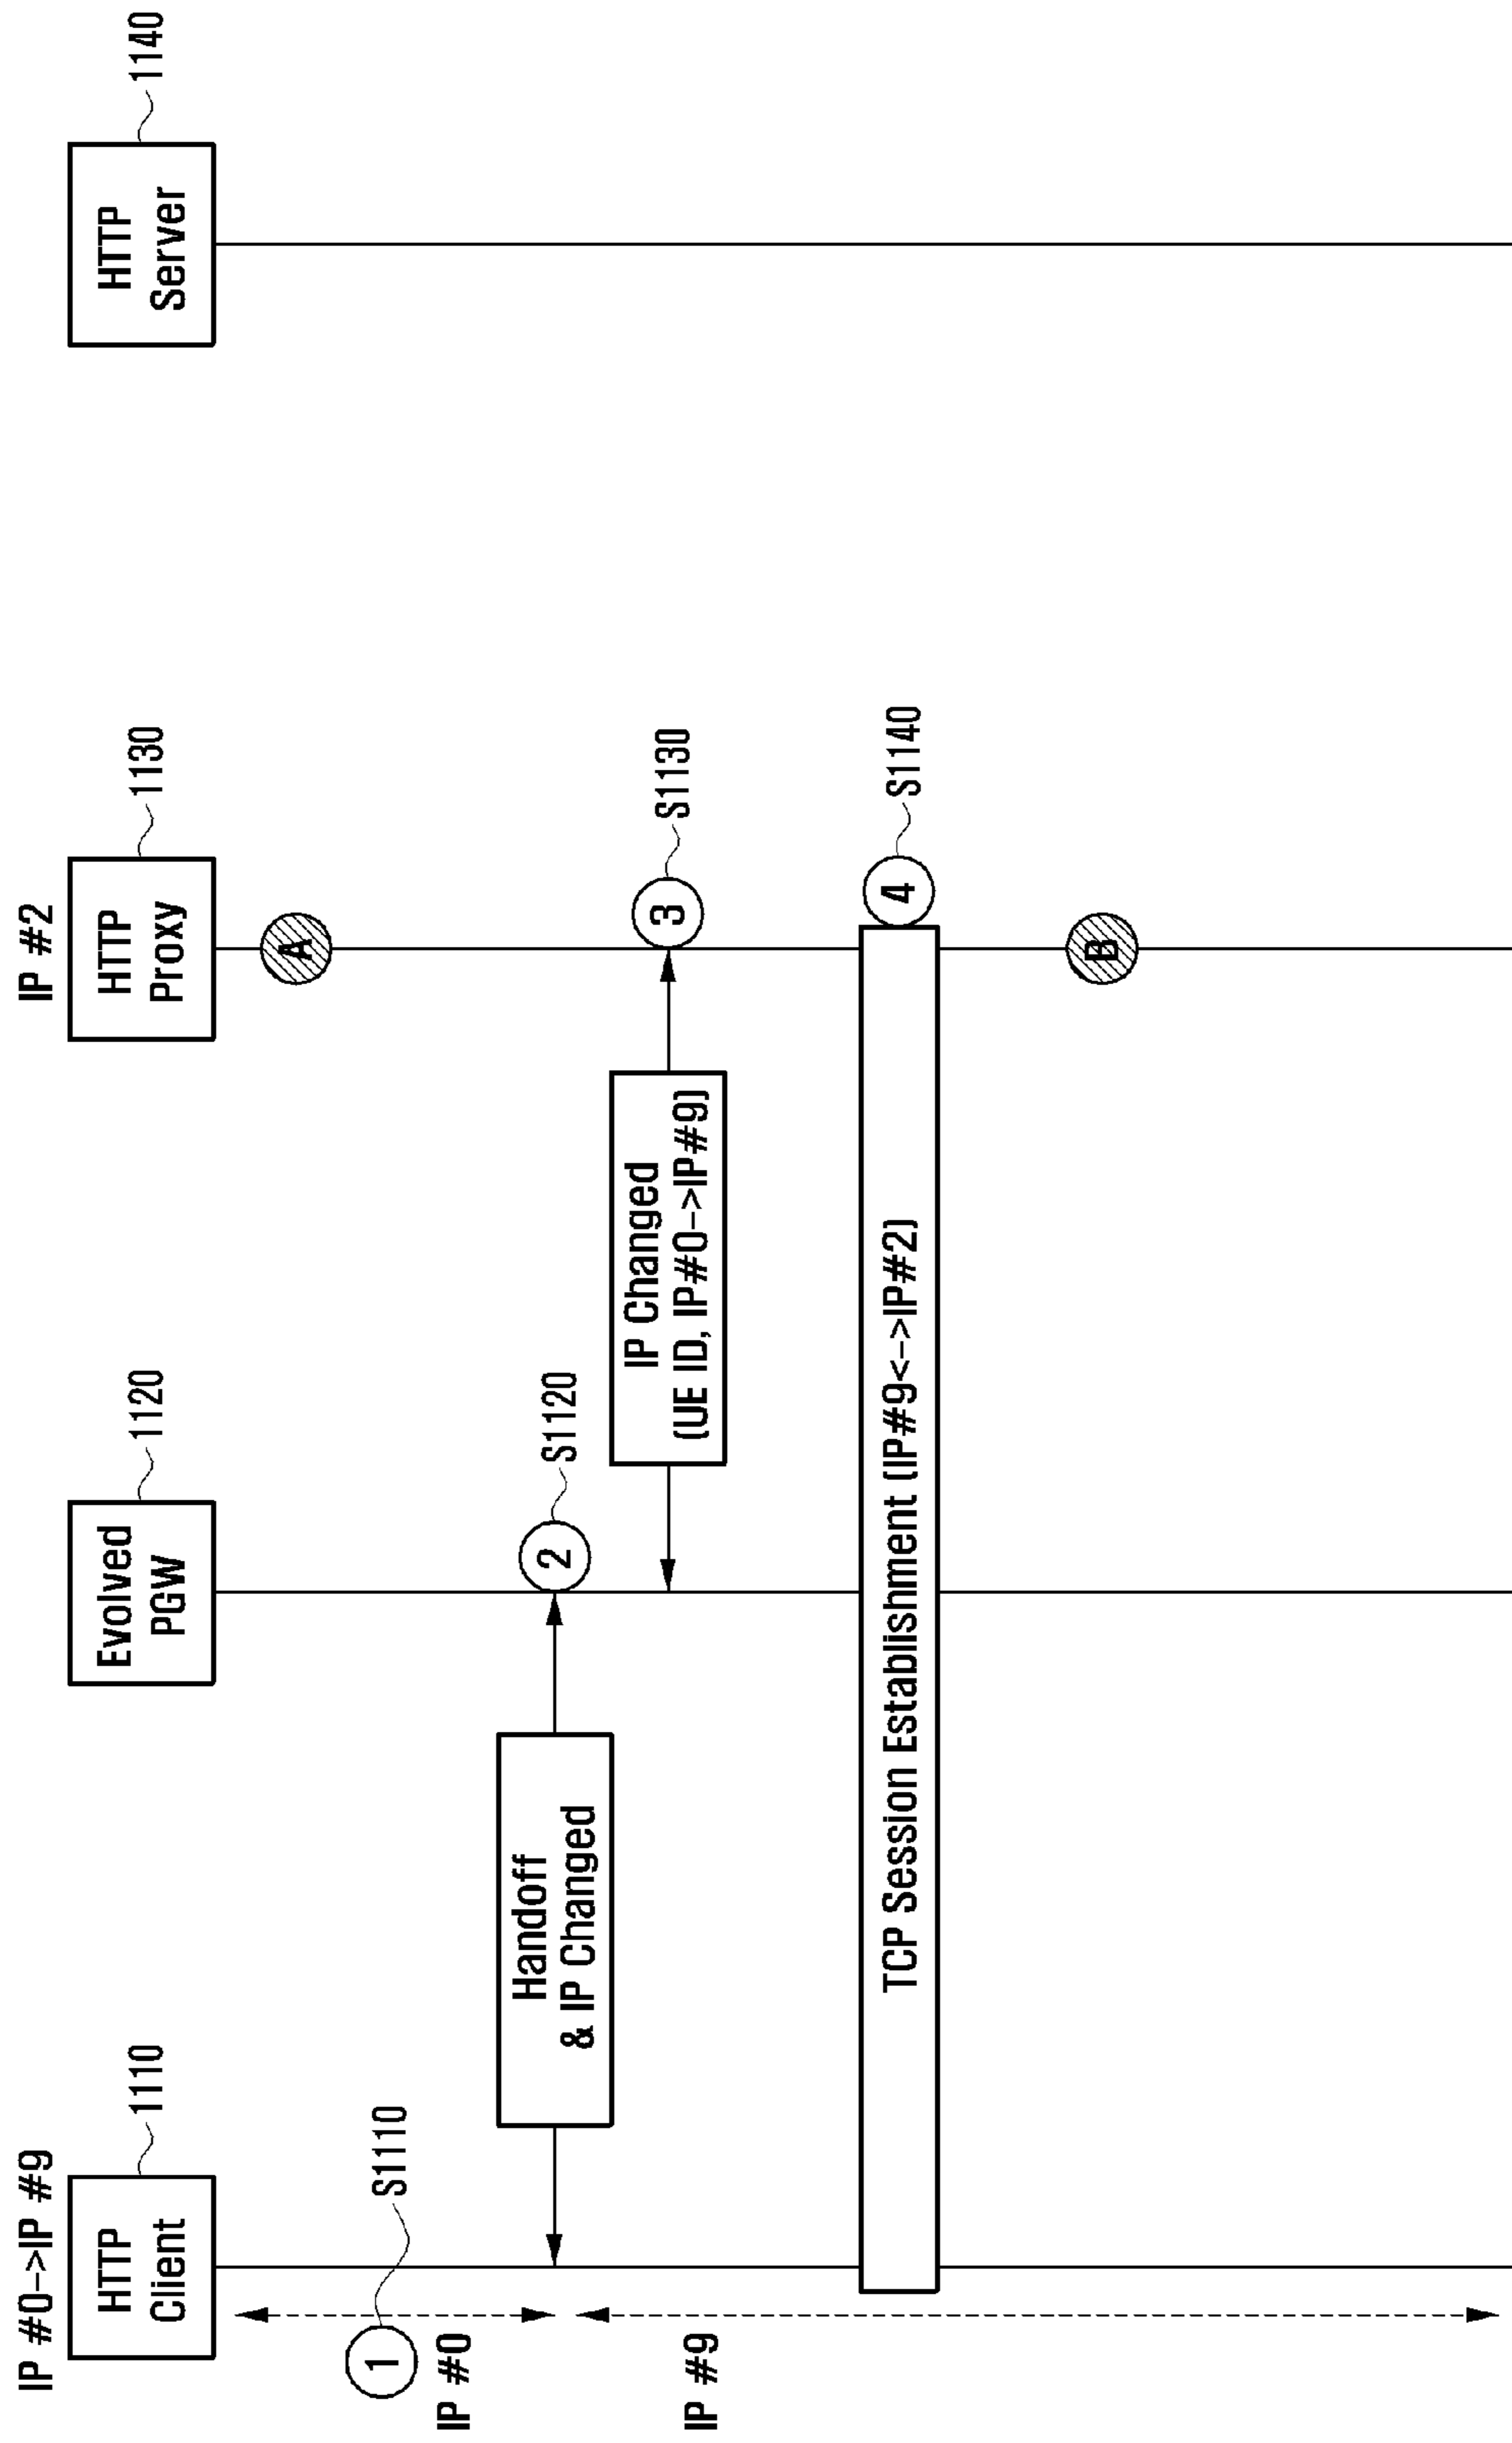 IP #0->IP #9
HTTP
Client
1110
Evolved
PGW
1120
IP #2
HTTP
Proxy
1130
HTTP
Server
1140
A
1
S1110
IP #0
Handoff
& IP Changed
2
S1120
IP Changed
(UE ID, IP#0->IP#9)
3
S1130
IP #9
TCP Session Establishment (IP#9<->IP#2)
4
S1140
B